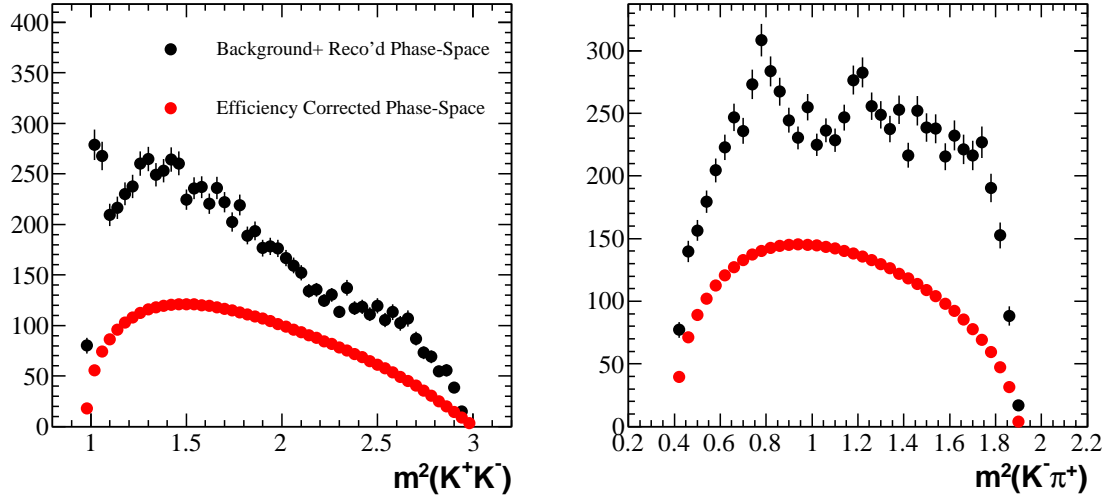 400
350
300
250
200
150
100
50
0
1 1.5 2 2.5 3
m²(K⁺K⁻)
Background+ Reco'd Phase-Space
Efficiency Corrected Phase-Space
300
250
200
150
100
50
0
0.2 0.4 0.6 0.8 1 1.2 1.4 1.6 1.8 2 2.2
m²(K⁻π⁺)